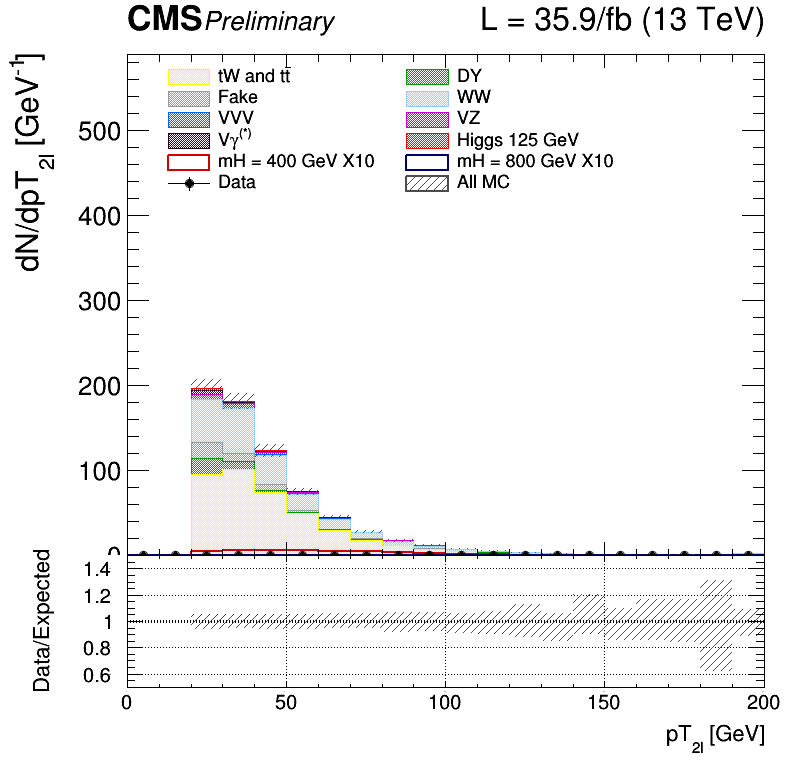 CMS Preliminary L = 35.9/fb (13 TeV)
dN/dpT2l [GeV-1]
tW and tt DY
Fake WW
VVV VZ
Vγ(*) Higgs 125 GeV
mH = 400 GeV X10 mH = 800 GeV X10
Data All MC
500
400
300
200
100
0
Data/Expected
1.4
1.2
1
0.8
0.6
0 50 100 150 200
pT2l [GeV]